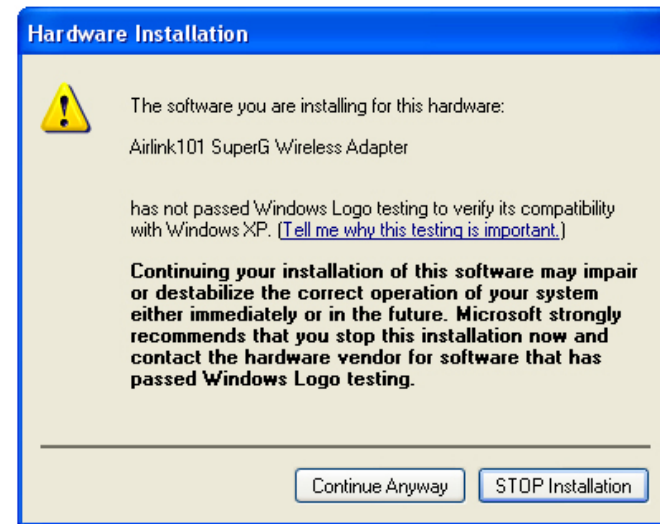 Hardware Installation
The software you are installing for this hardware:
Airlink101 SuperG Wireless Adapter
has not passed Windows Logo testing to verify its compatibility
with Windows XP. (Tell me why this testing is important.)
Continuing your installation of this software may impair
or destabilize the correct operation of your system
either immediately or in the future. Microsoft strongly
recommends that you stop this installation now and
contact the hardware vendor for software that has
passed Windows Logo testing.
Continue Anyway
STOP Installation